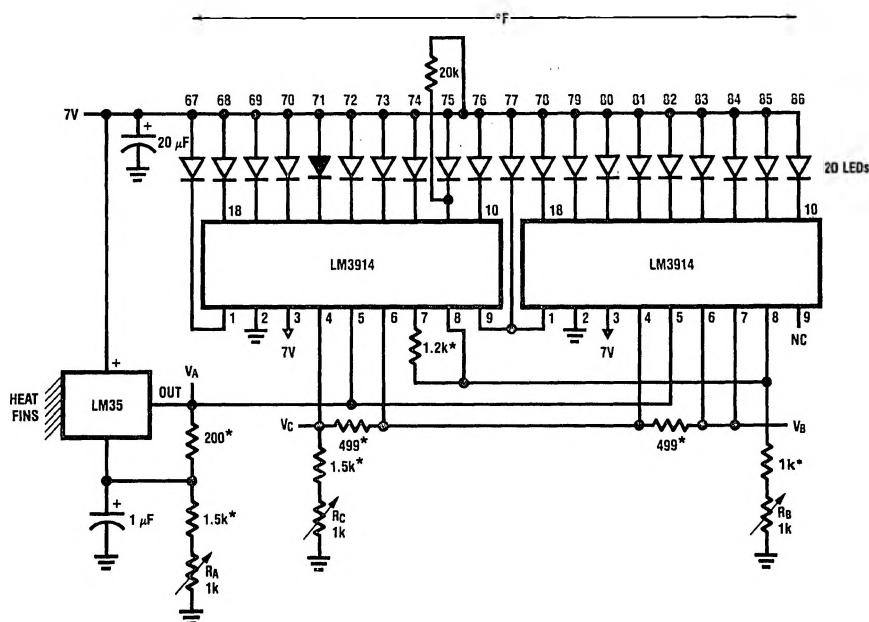 °F
20k
67 68 69 70 71 72 73 74 75 76 77 78 79 80 81 82 83 84 85 86
7V
+
20 μF
20 LEDs
18 10 18 10
LM3914 LM3914
1 2 3 4 5 6 7 8 9 1 2 3 4 5 6 7 8 9
7V 7V NC
1.2k*
+
HEAT FINS
LM35
OUT
VA
VC
499*
499*
VB
200*
1.5k*
1k*
+
1 μF
1.5k*
RC
1k
RB
1k
RA
1k